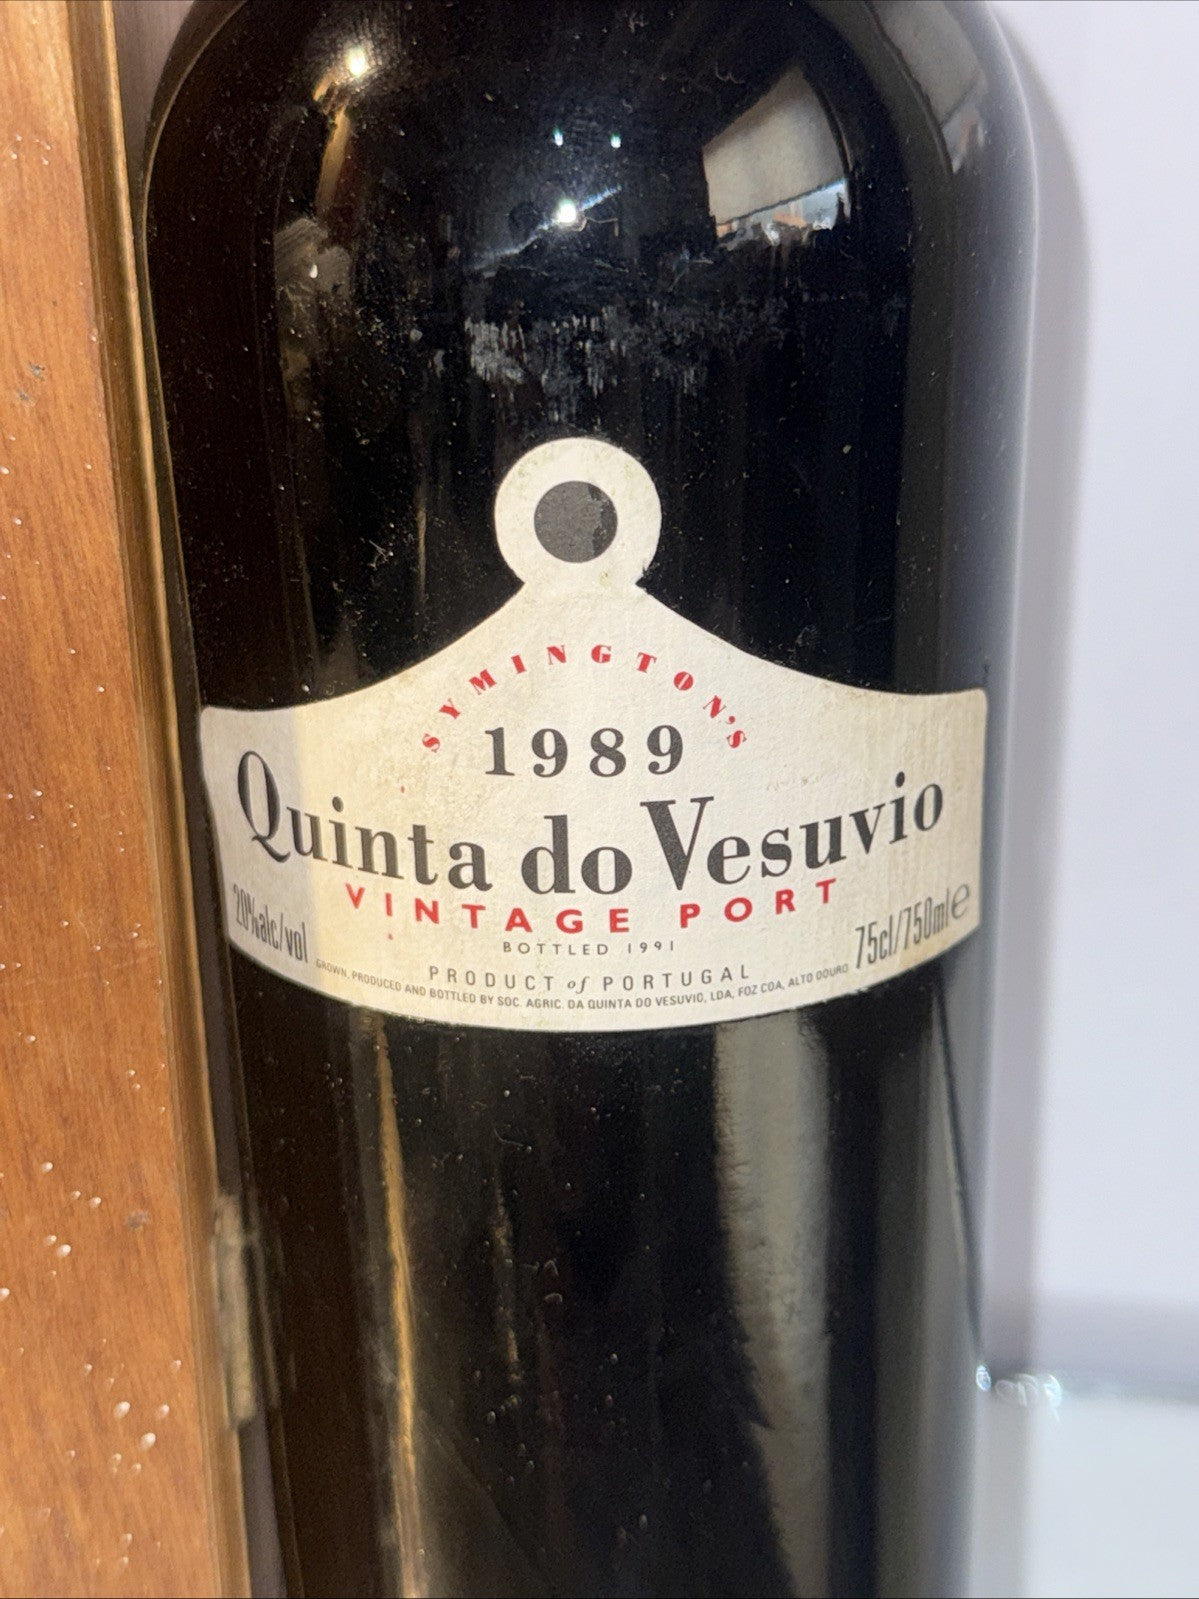 SYMINGTON'S
1989
Quinta do Vesuvio
VINTAGE PORT
BOTTLED 1991
20%alc/vol
75cl/750ml℮
PRODUCT of PORTUGAL
GROWN, PRODUCED AND BOTTLED BY SOC. AGRIC. DA QUINTA DO VESUVIO, LDA, FOZ COA, ALTO DOURO